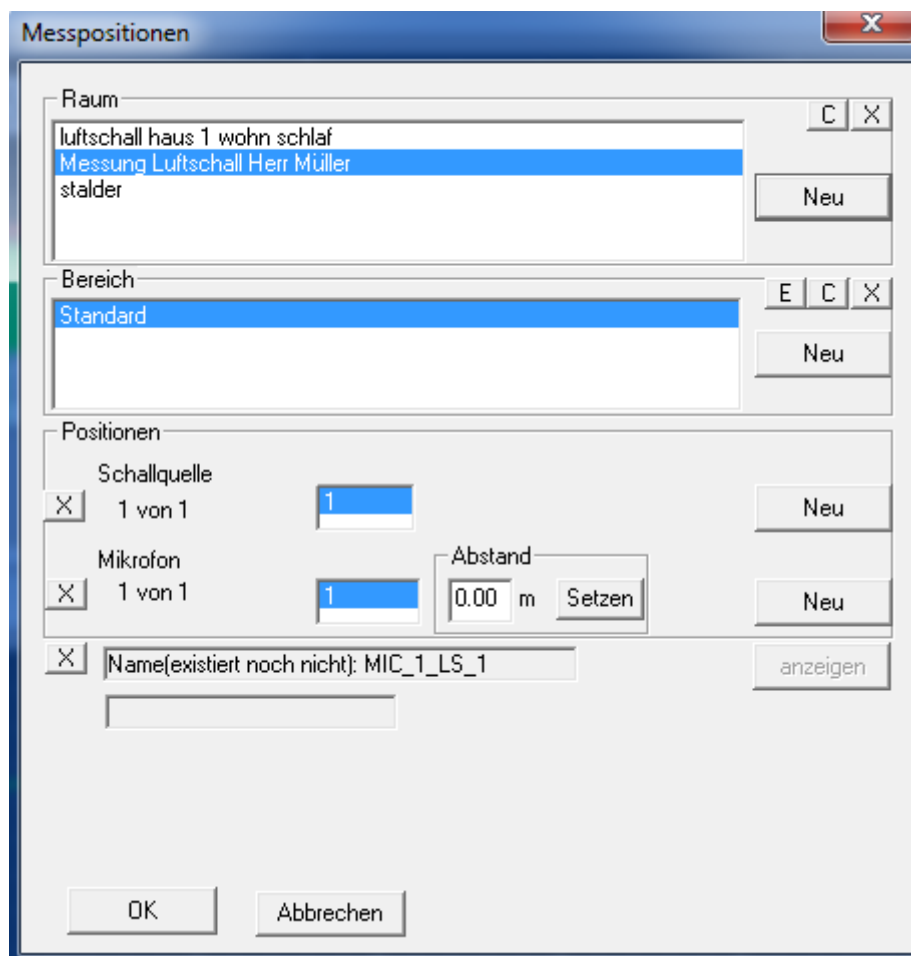 Messpositionen
X
Raum
C X
luftschall haus 1 wohn schlaf
Messung Luftschall Herr Müller
stalder
Neu
Bereich
E C X
Standard
Neu
Positionen
Schallquelle
X 1 von 1 1 Neu
Mikrofon Abstand
X 1 von 1 1 0.00 m Setzen Neu
X Name(existiert noch nicht): MIC_1_LS_1 anzeigen
OK Abbrechen